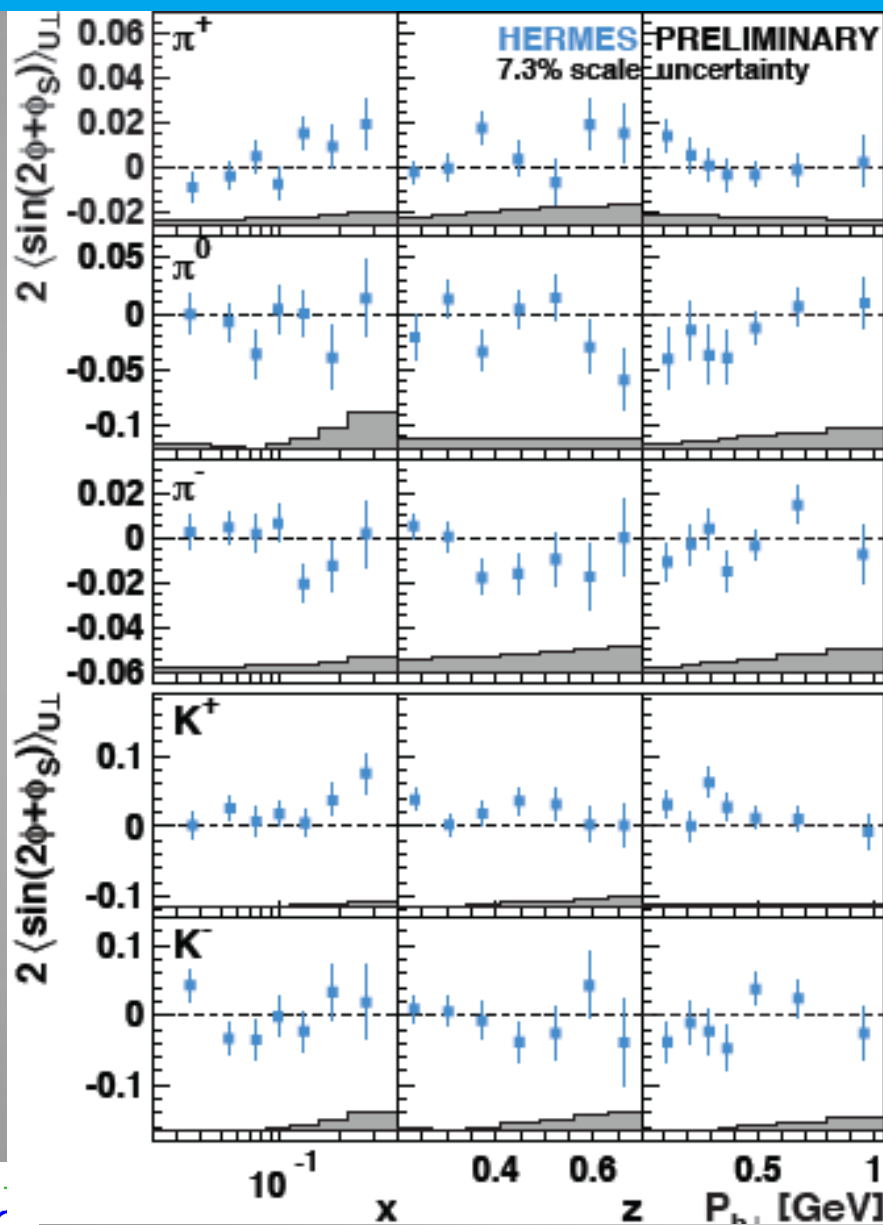 2 ⟨sin(2ϕ+ϕS)⟩U⊥
π+
HERMES PRELIMINARY
7.3% scale uncertainty
0.06
0.04
0.02
0
-0.02
π0
0.05
0
-0.05
-0.1
π-
0.02
0
-0.02
-0.04
-0.06
2 ⟨sin(2ϕ+ϕS)⟩U⊥
K+
0.1
0
-0.1
K-
0.1
0
-0.1
10 -1
0.4 0.6
0.5 1
x
z
Ph⊥ [GeV]